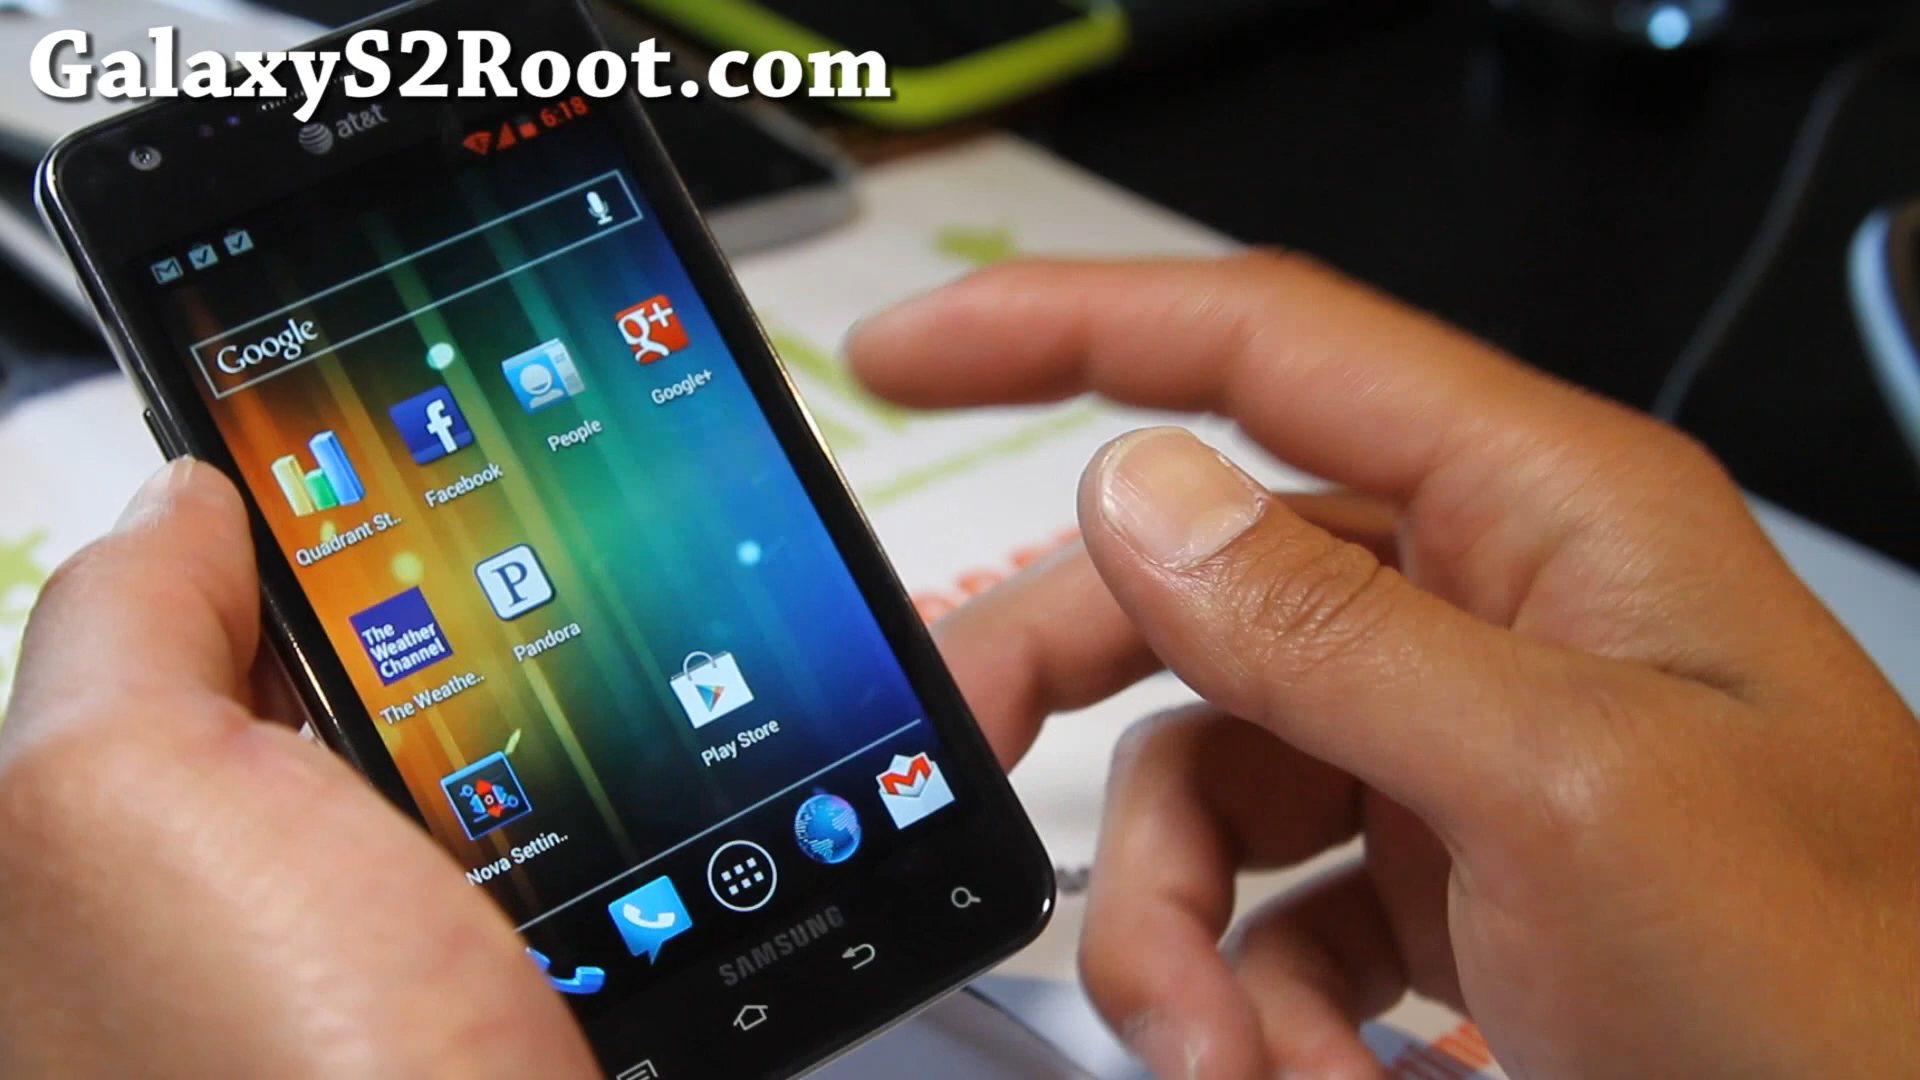 GalaxyS2Root.com
at&t
6:18
Google
Google+
People
Facebook
Quadrant St..
Pandora
The
Weather
Channel
The Weathe..
Play Store
Nova Settin..
SAMSUNG